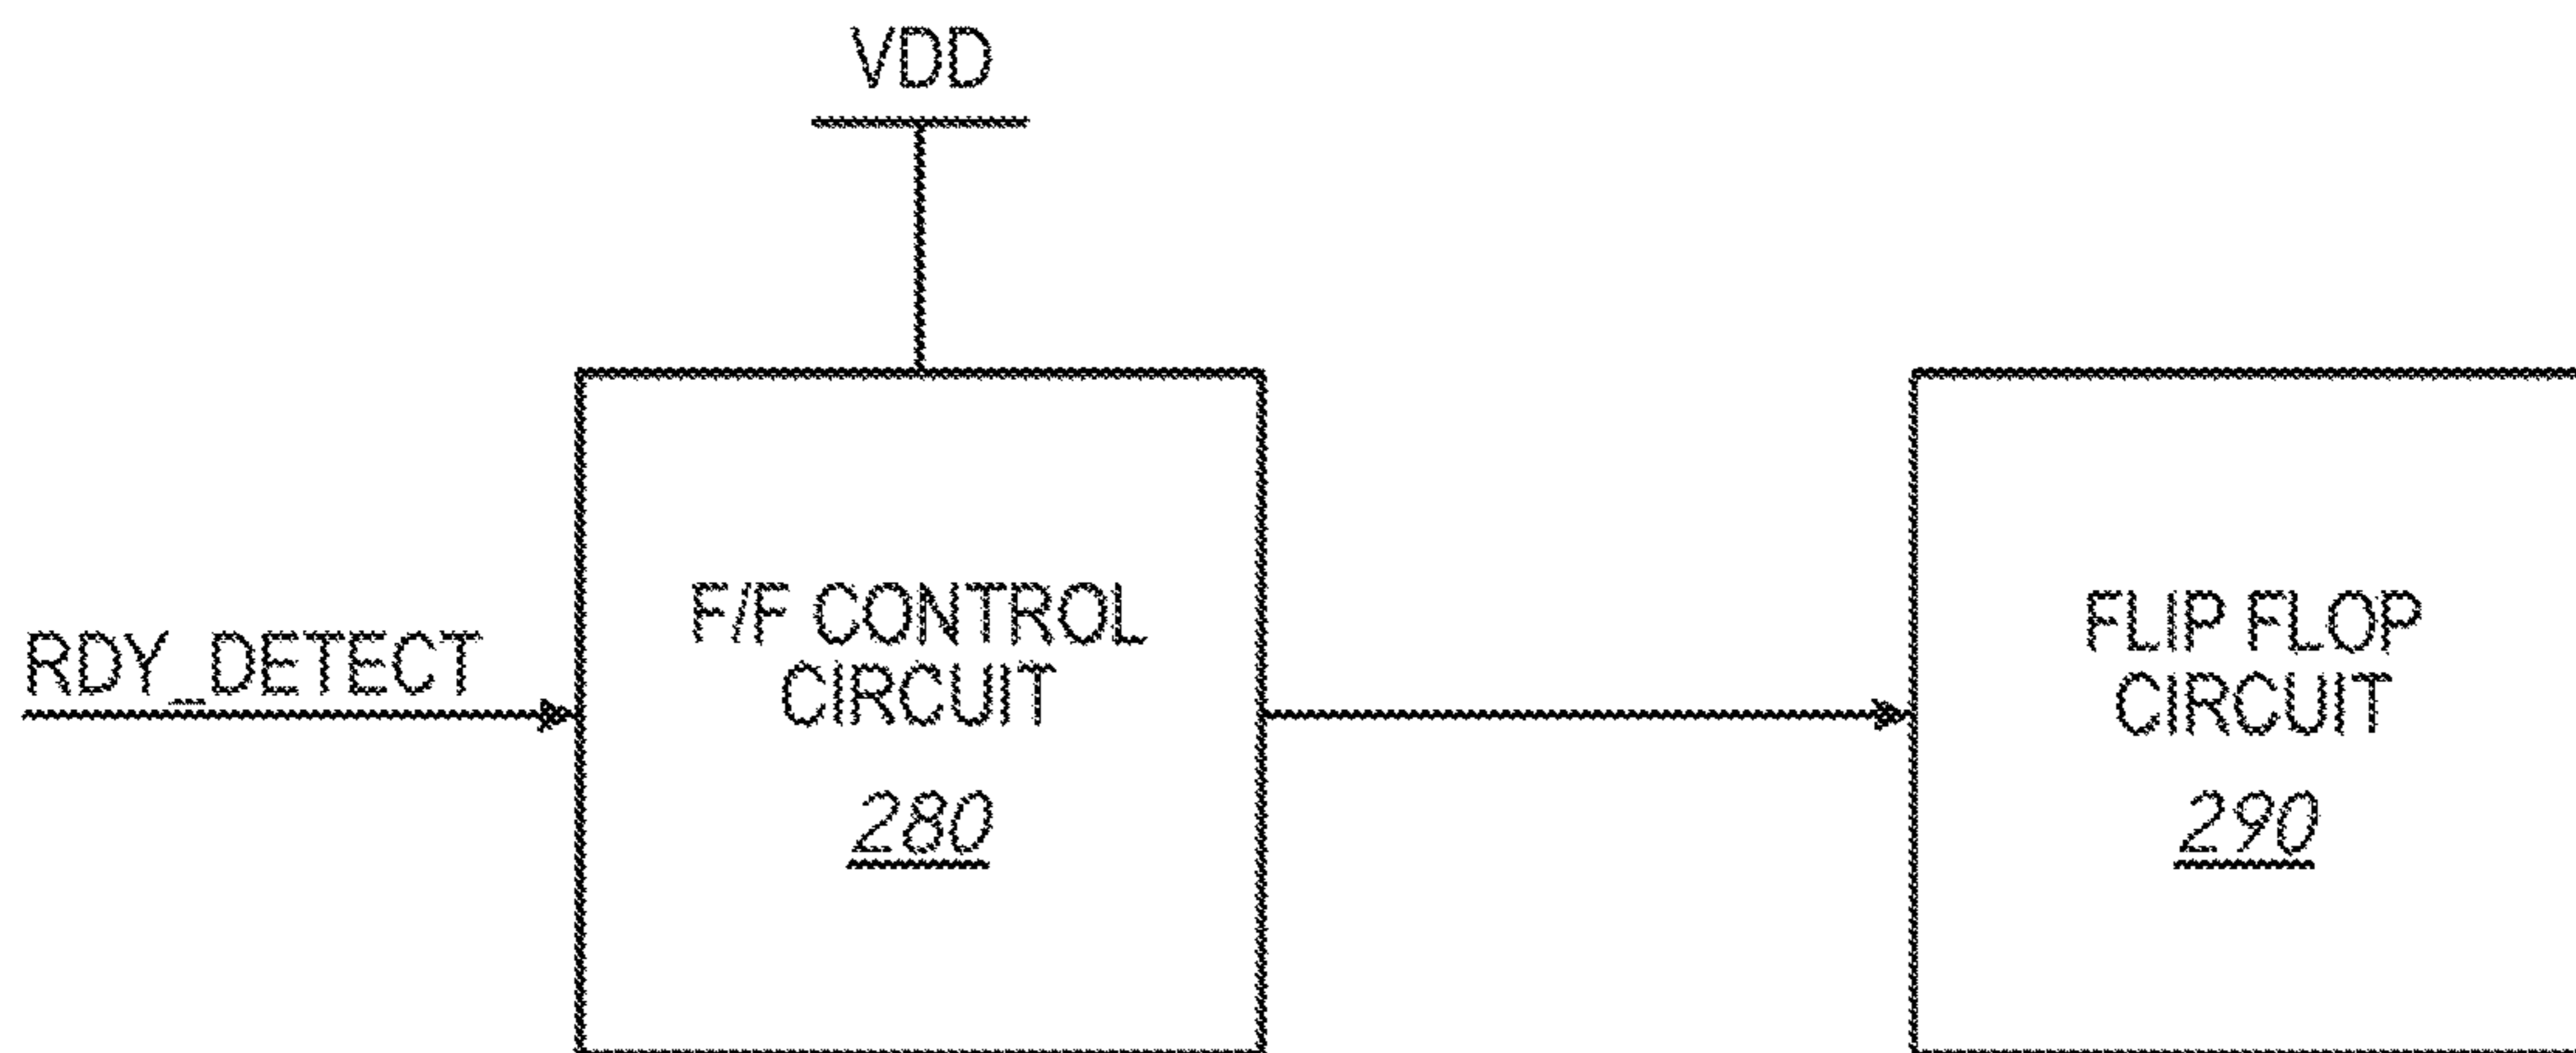 VDD
RDY_DETECT
F/F CONTROL
CIRCUIT
280
FLIP FLOP
CIRCUIT
290